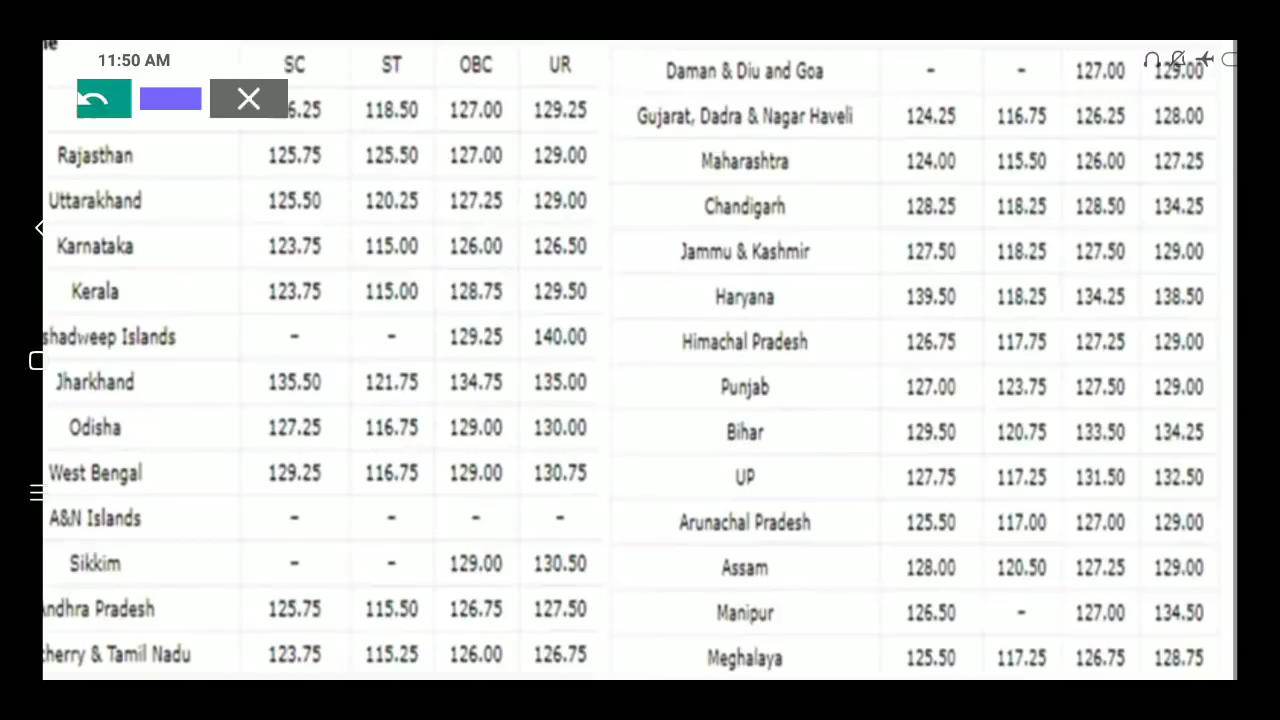 11:50 AM
SC ST OBC UR
118.50 127.00 129.25
Rajasthan 125.75 125.50 127.00 129.00
Uttarakhand 125.50 120.25 127.25 129.00
Karnataka 123.75 115.00 126.00 126.50
Kerala 123.75 115.00 128.75 129.50
shadweep Islands - - 129.25 140.00
Jharkhand 135.50 121.75 134.75 135.00
Odisha 127.25 116.75 129.00 130.00
West Bengal 129.25 116.75 129.00 130.75
A&N Islands - - - -
Sikkim - - 129.00 130.50
Andhra Pradesh 125.75 115.50 126.75 127.50
cherry & Tamil Nadu 123.75 115.25 126.00 126.75
Daman & Diu and Goa - - 127.00 129.00
Gujarat, Dadra & Nagar Haveli 124.25 116.75 126.25 128.00
Maharashtra 124.00 115.50 126.00 127.25
Chandigarh 128.25 118.25 128.50 134.25
Jammu & Kashmir 127.50 118.25 127.50 129.00
Haryana 139.50 118.25 134.25 138.50
Himachal Pradesh 126.75 117.75 127.25 129.00
Punjab 127.00 123.75 127.50 129.00
Bihar 129.50 120.75 133.50 134.25
UP 127.75 117.25 131.50 132.50
Arunachal Pradesh 125.50 117.00 127.00 129.00
Assam 128.00 120.50 127.25 129.00
Manipur 126.50 - 127.00 134.50
Meghalaya 125.50 117.25 126.75 128.75